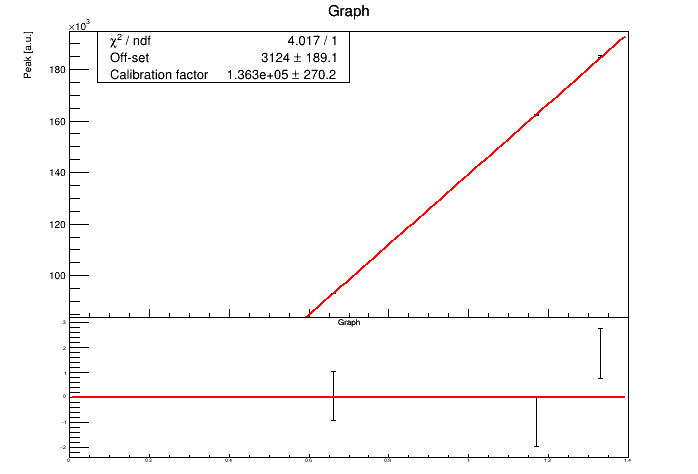 Graph
×10³
Peak [a.u.]
χ² / ndf 4.017 / 1
Off-set 3124 ± 189.1
Calibration factor 1.363e+05 ± 270.2
180
160
140
120
100
Graph
3
2
1
0
−1
−2
0 0.2 0.4 0.6 0.8 1 1.2 1.4